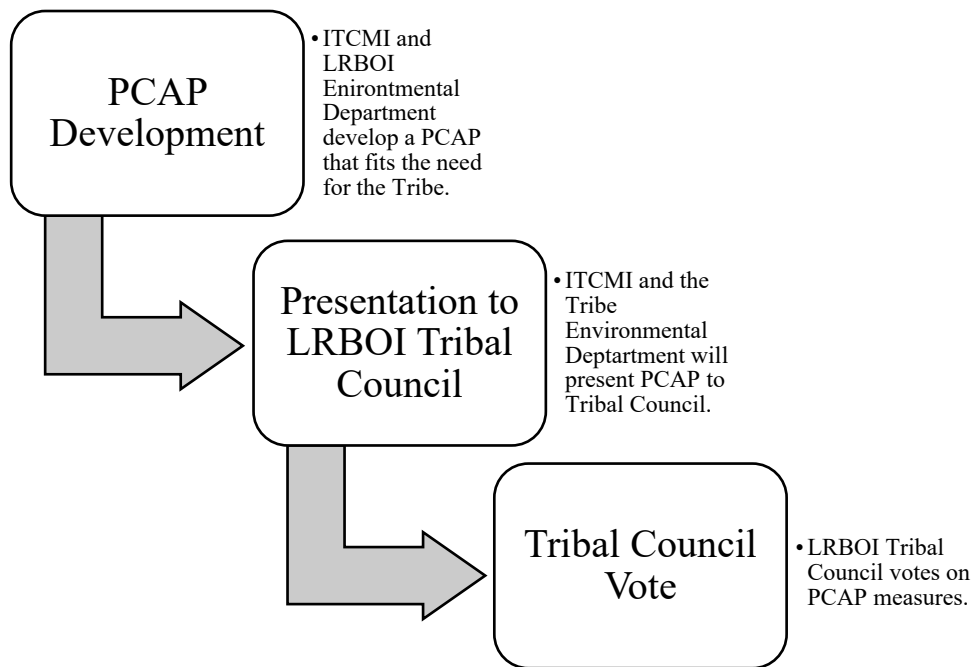 PCAP
Development
• ITCMI and
LRBOI
Enirontmental
Department
develop a PCAP
that fits the need
for the Tribe.
Presentation to
LRBOI Tribal
Council
• ITCMI and the
Tribe
Environmental
Deptartment will
present PCAP to
Tribal Council.
Tribal Council
Vote
• LRBOI Tribal
Council votes on
PCAP measures.